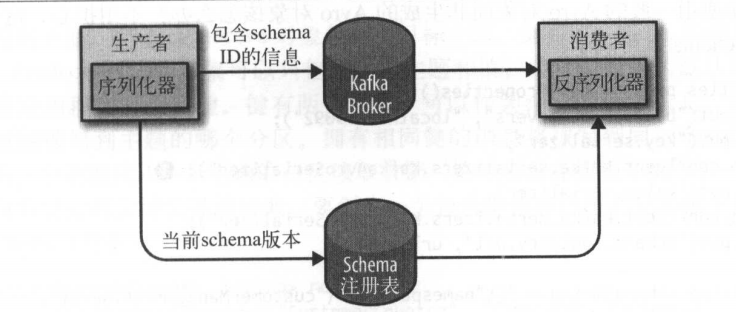 生产者
序列化器
包含schema
ID的信息
Kafka
Broker
消费者
反序列化器
当前schema版本
Schema
注册表